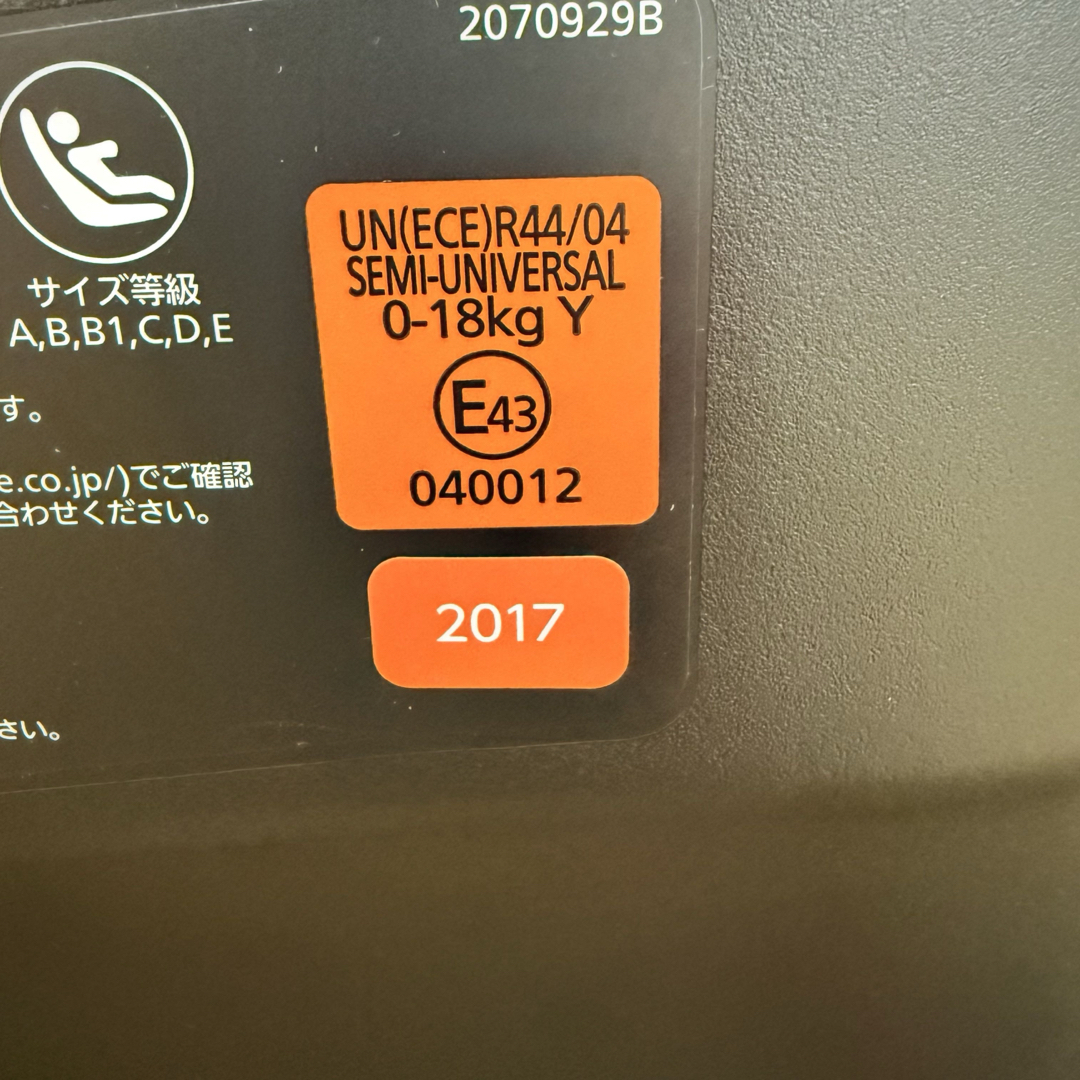 2070929B
サイズ等級
A,B,B1,C,D,E
す。
e.co.jp/)でご確認
合わせください。
さい。
UN(ECE)R44/04
SEMI-UNIVERSAL
0-18kg Y
E43
040012
2017